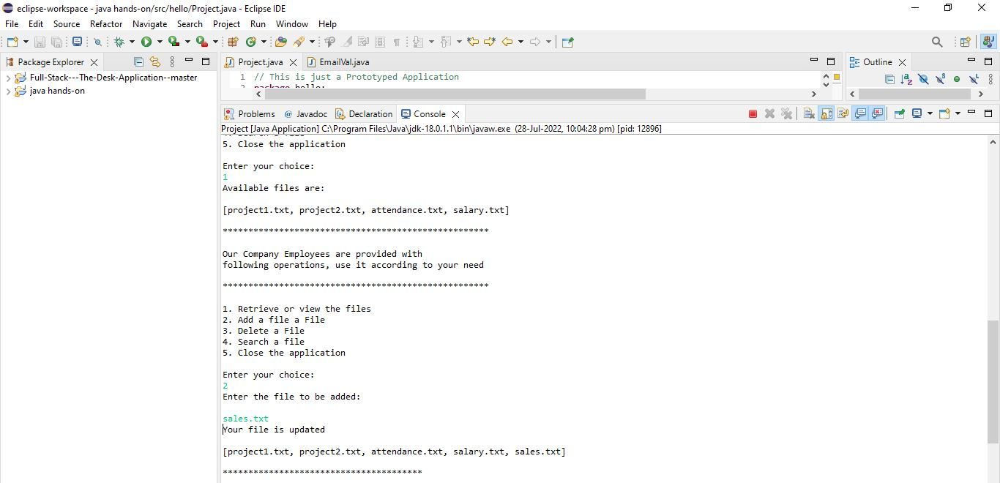 eclipse-workspace - java hands-on/src/hello/Project.java - Eclipse IDE
File Edit Source Refactor Navigate Search Project Run Window Help
Package Explorer
Project.java EmailVal.java
Outline
Full-Stack---The-Desk-Application--master
java hands-on
1 // This is just a Prototyped Application
2 package hello;
Problems @ Javadoc Declaration Console
Project [Java Application] C:\Program Files\Java\jdk-18.0.1.1\bin\javaw.exe (28-Jul-2022, 10:04:28 pm) [pid: 12896]
4. Search a file
5. Close the application
Enter your choice:
1
Available files are:
[project1.txt, project2.txt, attendance.txt, salary.txt]
****************************************************
Our Company Employees are provided with
following operations, use it according to your need
****************************************************
1. Retrieve or view the files
2. Add a file a File
3. Delete a File
4. Search a file
5. Close the application
Enter your choice:
2
Enter the file to be added:
sales.txt
Your file is updated
[project1.txt, project2.txt, attendance.txt, salary.txt, sales.txt]
***************************************